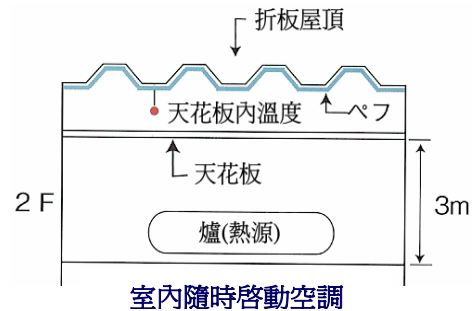 折板屋頂
天花板內溫度
ペフ
天花板
2 F
爐(熱源)
3m
室內隨時啓動空調